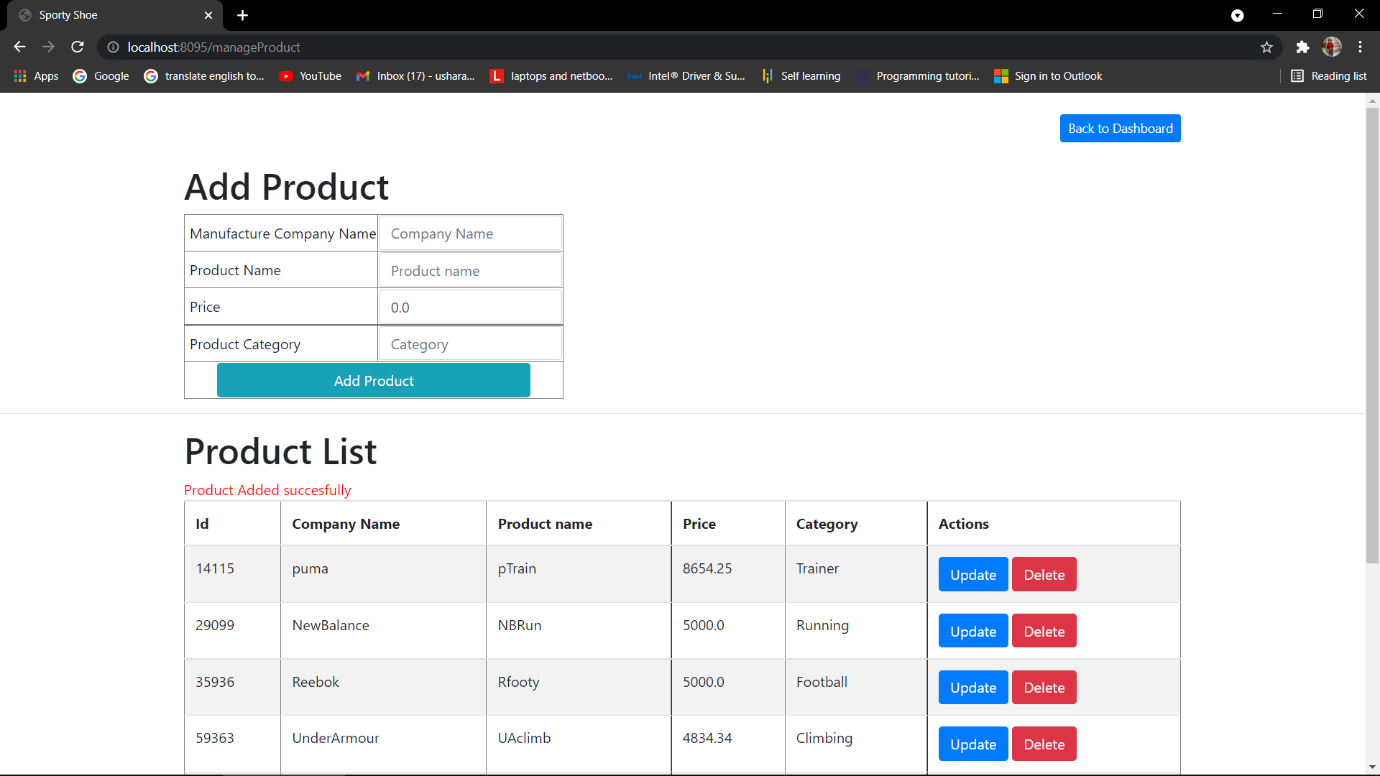 Sporty Shoe
localhost:8095/manageProduct
Apps Google translate english to... YouTube Inbox (17) - ushara... laptops and netboo... Intel® Driver & Su... Self learning Programming tutori... Sign in to Outlook Reading list
Back to Dashboard
Add Product
Manufacture Company Name Company Name
Product Name Product name
Price 0.0
Product Category Category
Add Product
Product List
Product Added succesfully
Id Company Name Product name Price Category Actions
14115 puma pTrain 8654.25 Trainer Update Delete
29099 NewBalance NBRun 5000.0 Running Update Delete
35936 Reebok Rfooty 5000.0 Football Update Delete
59363 UnderArmour UAclimb 4834.34 Climbing Update Delete